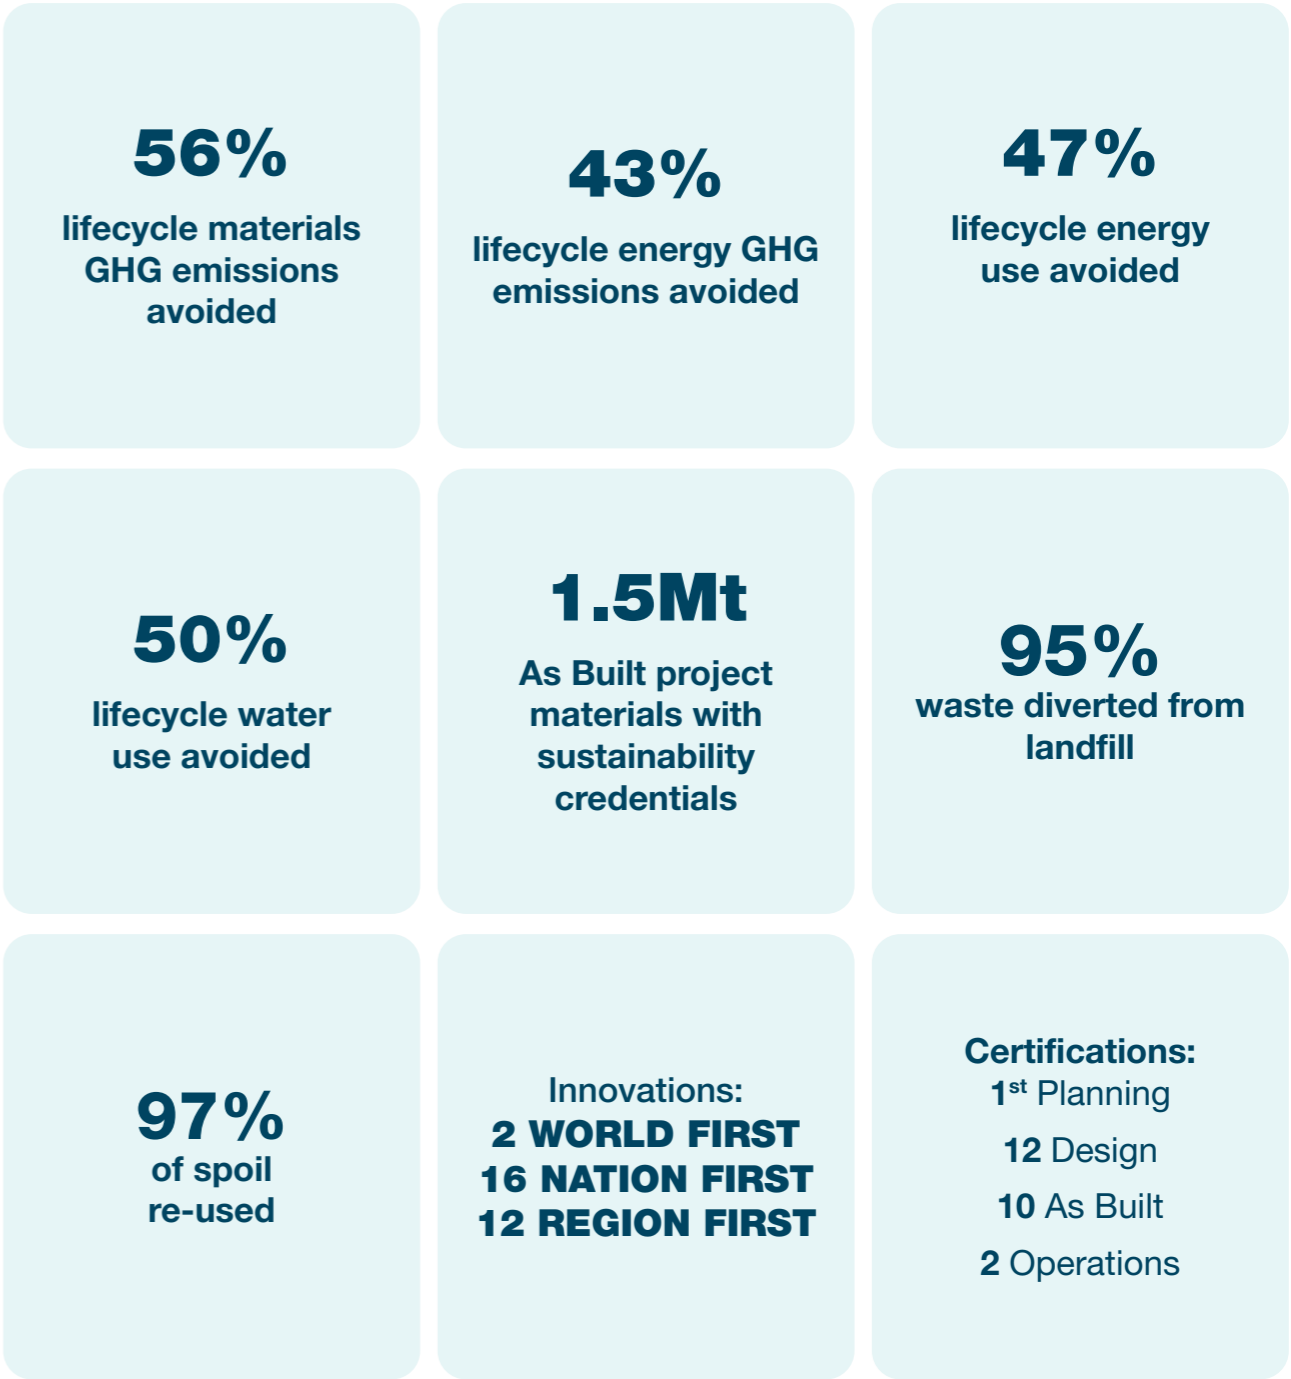 56%
lifecycle materials
GHG emissions
avoided
43%
lifecycle energy GHG
emissions avoided
47%
lifecycle energy
use avoided
50%
lifecycle water
use avoided
1.5Mt
As Built project
materials with
sustainability
credentials
95%
waste diverted from
landfill
97%
of spoil
re-used
Innovations:
2 WORLD FIRST
16 NATION FIRST
12 REGION FIRST
Certifications:
1st Planning
12 Design
10 As Built
2 Operations